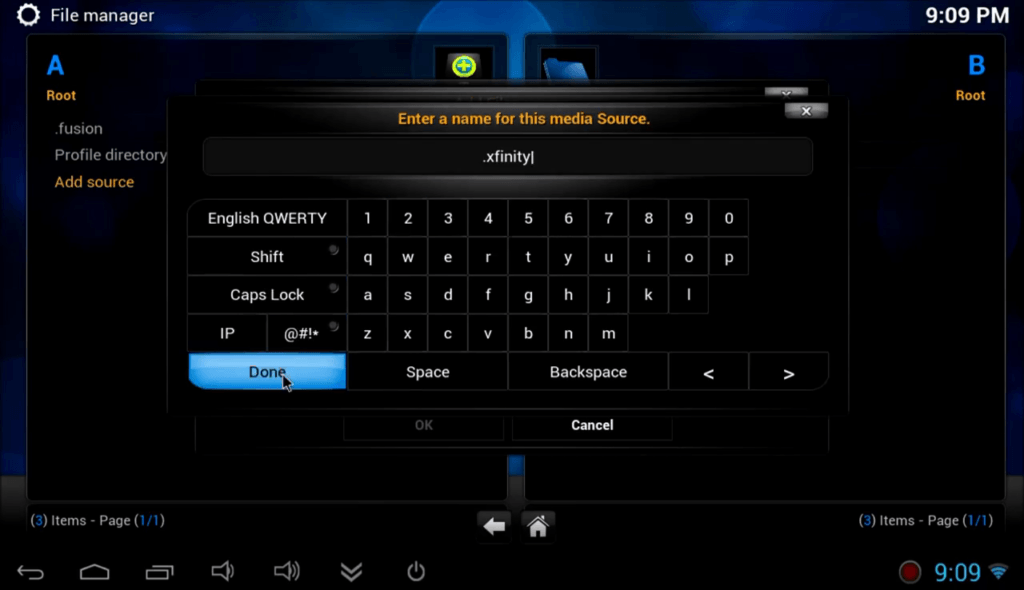 File manager
9:09 PM
A
B
Root
Root
.fusion
Profile directory
Add source
Enter a name for this media Source.
.xfinity
English QWERTY 1 2 3 4 5 6 7 8 9 0
Shift q w e r t y u i o p
Caps Lock a s d f g h j k l
IP @#!* z x c v b n m
Done Space Backspace < >
OK Cancel
(3) Items - Page (1/1)
(3) Items - Page (1/1)
9:09